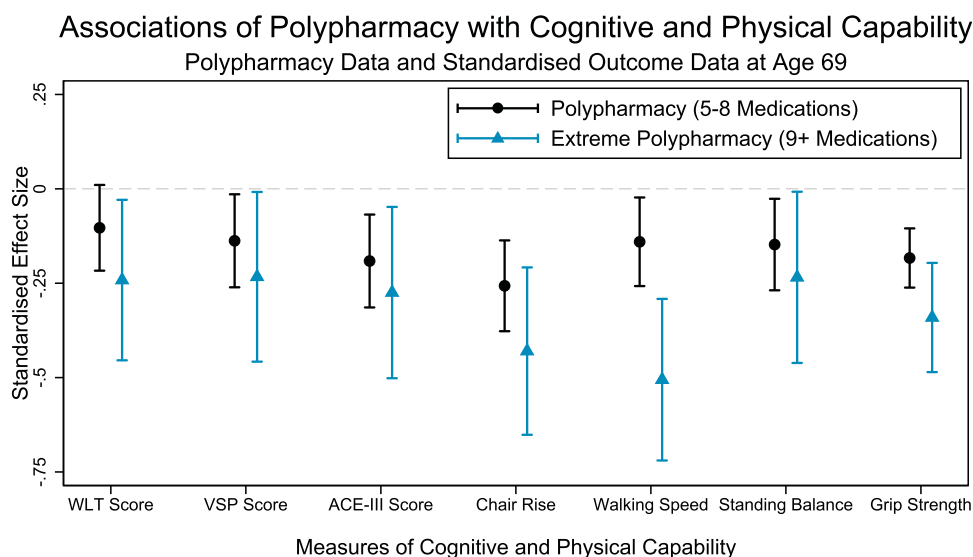 Associations of Polypharmacy with Cognitive and Physical Capability
Polypharmacy Data and Standardised Outcome Data at Age 69
Polypharmacy (5-8 Medications)
Extreme Polypharmacy (9+ Medications)
Standardised Effect Size
.25
0
-.25
-.5
-.75
WLT Score VSP Score ACE-III Score Chair Rise Walking Speed Standing Balance Grip Strength
Measures of Cognitive and Physical Capability